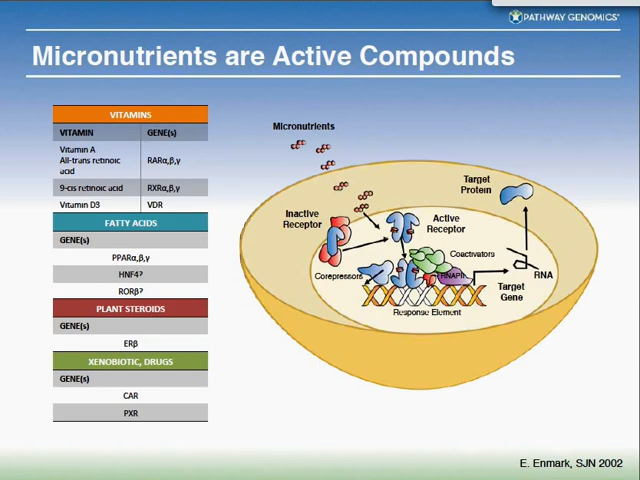 PATHWAY GENOMICS®
Micronutrients are Active Compounds
VITAMINS
VITAMIN GENE(s)
Vitamin A
All-trans retinoic
acid
RARα,β,γ
9-cis retinoic acid RXRα,β,γ
Vitamin D3 VDR
FATTY ACIDS
GENE(s)
PPARα,β,γ
HNF4?
RORβ?
PLANT STEROIDS
GENE(s)
ERβ
XENOBIOTIC, DRUGS
GENE(s)
CAR
PXR
Micronutrients
Target
Protein
Inactive
Receptor
Active
Receptor
Coactivators
Corepressors
RNAPII
RNA
Target
Gene
Response Element
E. Enmark, SJN 2002